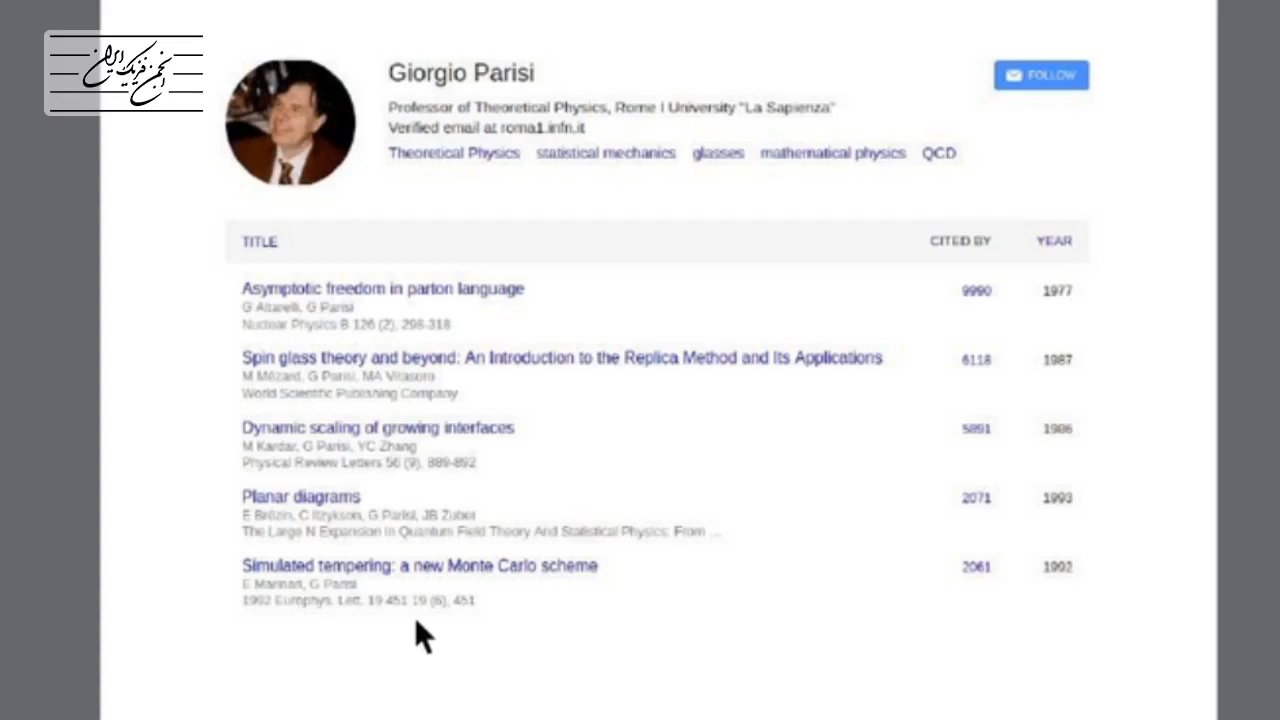 انجمن فیزیک ایران
Giorgio Parisi
FOLLOW
Professor of Theoretical Physics, Rome I University "La Sapienza"
Verified email at roma1.infn.it
Theoretical Physics statistical mechanics glasses mathematical physics QCD
TITLE CITED BY YEAR
Asymptotic freedom in parton language 9990 1977
G Altarelli, G Parisi
Nuclear Physics B 126 (2), 298-318
Spin glass theory and beyond: An Introduction to the Replica Method and Its Applications 6118 1987
M Mézard, G Parisi, MA Virasoro
World Scientific Publishing Company
Dynamic scaling of growing interfaces 5891 1986
M Kardar, G Parisi, YC Zhang
Physical Review Letters 56 (9), 889-892
Planar diagrams 2071 1993
E Brézin, C Itzykson, G Parisi, JB Zuber
The Large N Expansion In Quantum Field Theory And Statistical Physics: From ...
Simulated tempering: a new Monte Carlo scheme 2061 1992
E Marinari, G Parisi
1992 Europhys. Lett. 19 451 19 (6), 451